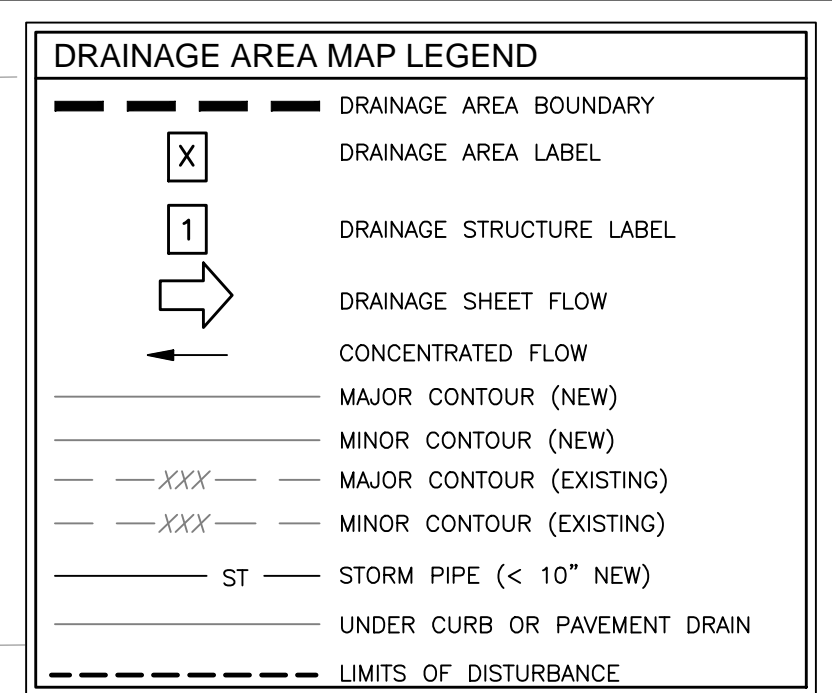 DRAINAGE AREA MAP LEGEND
DRAINAGE AREA BOUNDARY
X DRAINAGE AREA LABEL
1 DRAINAGE STRUCTURE LABEL
DRAINAGE SHEET FLOW
CONCENTRATED FLOW
MAJOR CONTOUR (NEW)
MINOR CONTOUR (NEW)
XXX MAJOR CONTOUR (EXISTING)
XXX MINOR CONTOUR (EXISTING)
ST STORM PIPE (< 10" NEW)
UNDER CURB OR PAVEMENT DRAIN
LIMITS OF DISTURBANCE